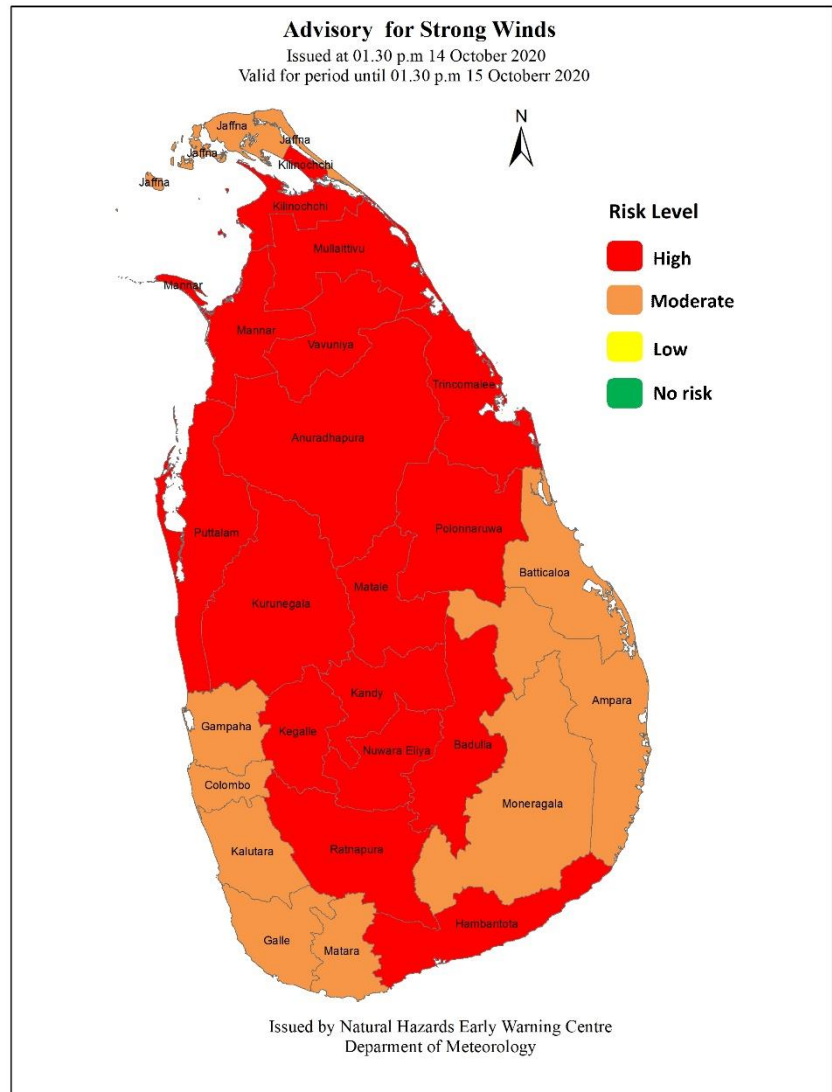 Advisory for Strong Winds
Issued at 01.30 p.m 14 October 2020
Valid for period until 01.30 p.m 15 Octoberr 2020
N
Jaffna
Jaffna
Jaffna
Kilinochchi
Jaffna
Kilinochchi
Mullaittivu
Mannar
Mannar
Vavuniya
Trincomalee
Anuradhapura
Puttalam
Polonnaruwa
Batticaloa
Matale
Kurunegala
Kandy
Ampara
Gampaha
Kegalle
Nuwara Eliya
Badulla
Colombo
Moneragala
Kalutara
Ratnapura
Hambantota
Galle
Matara
Risk Level
High
Moderate
Low
No risk
Issued by Natural Hazards Early Warning Centre
Deparment of Meteorology